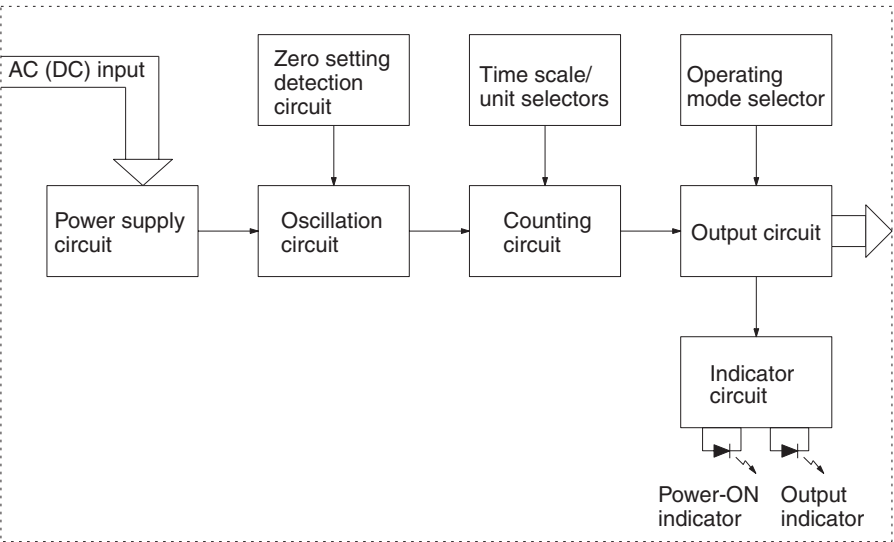 AC (DC) input
Zero setting
detection
circuit
Time scale/
unit selectors
Operating
mode selector
Power supply
circuit
Oscillation
circuit
Counting
circuit
Output circuit
Indicator
circuit
Power-ON
indicator
Output
indicator